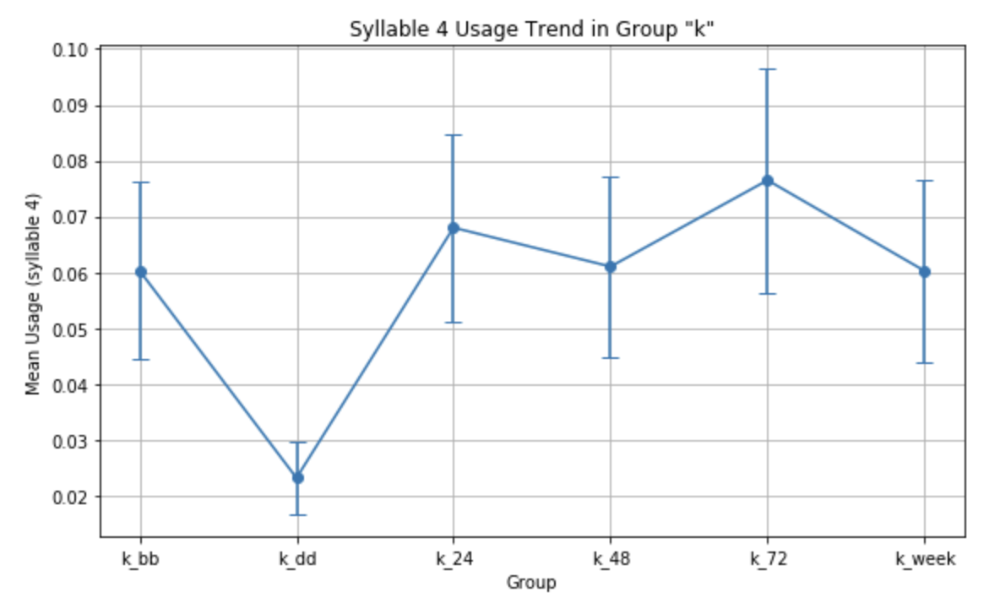 Syllable 4 Usage Trend in Group "k"
0.10
0.09
0.08
0.07
0.06
0.05
0.04
0.03
0.02
Mean Usage (syllable 4)
k_bb k_dd k_24 k_48 k_72 k_week
Group